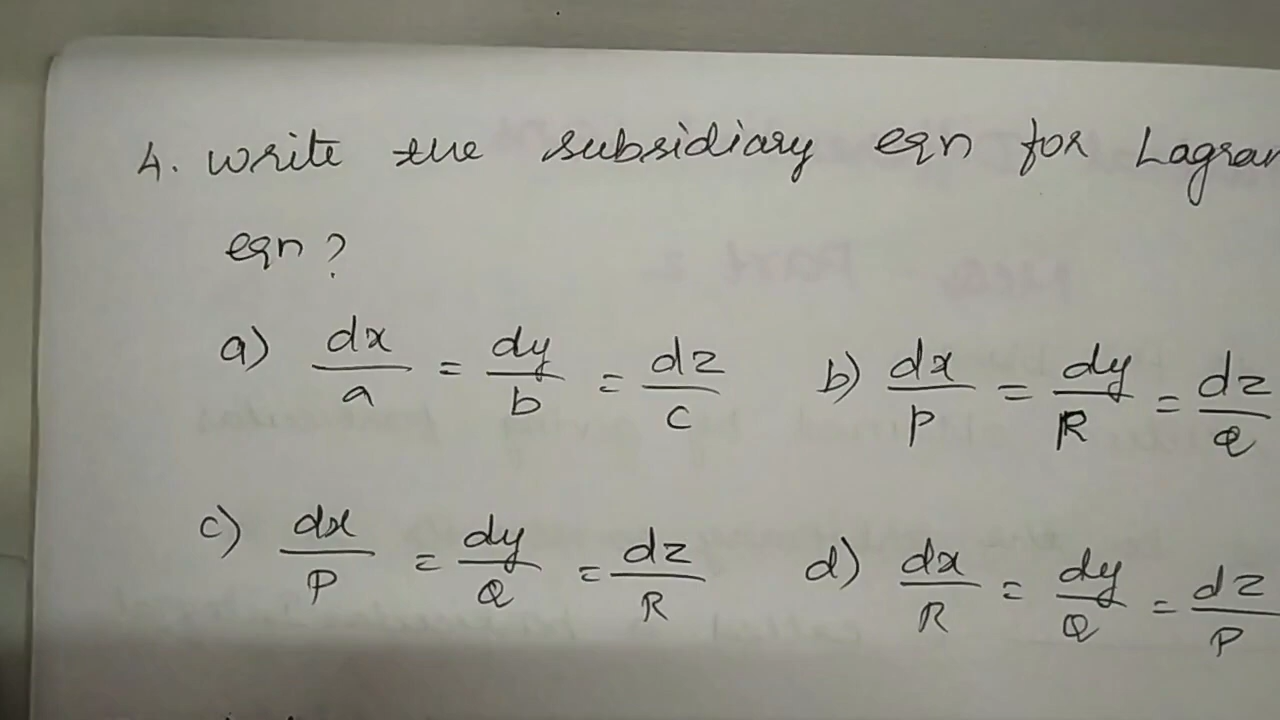 4. write the subsidiary eqn for Lagran
eqn?
a) dx/a = dy/b = dz/c b) dx/P = dy/R = dz/Q
c) dx/P = dy/Q = dz/R d) dx/R = dy/Q = dz/P